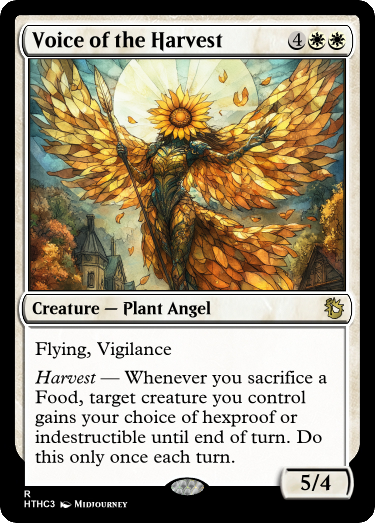 Voice of the Harvest 4
Creature — Plant Angel
Flying, Vigilance
Harvest — Whenever you sacrifice a
Food, target creature you control
gains your choice of hexproof or
indestructible until end of turn. Do
this only once each turn.
5/4
R
HTHC3 Midjourney